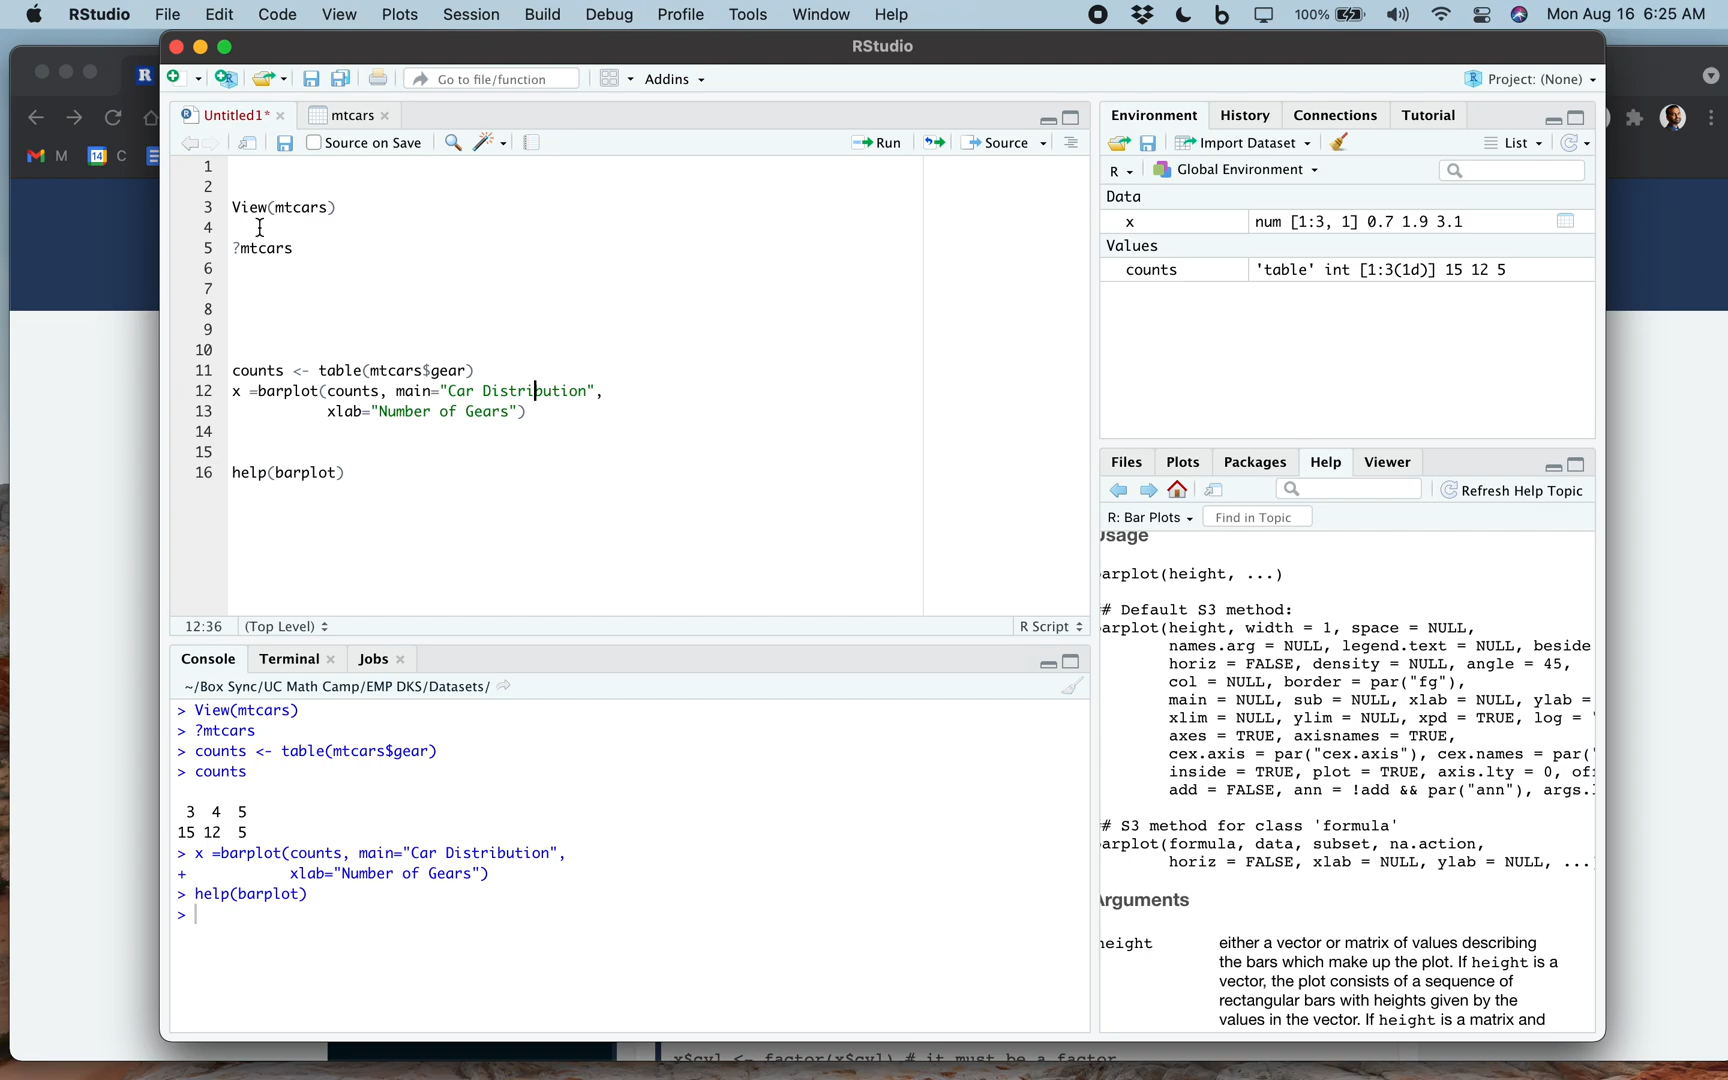 RStudio File Edit Code View Plots Session Build Debug Profile Tools Window Help 100% Mon Aug 16 6:25 AM
RStudio
Go to file/function Addins Project: (None)
Untitled1* mtcars
Source on Save Run Source
1
2
3 View(mtcars)
4
5 ?mtcars
6
7
8
9
10
11 counts <- table(mtcars$gear)
12 x =barplot(counts, main="Car Distribution",
13 xlab="Number of Gears")
14
15
16 help(barplot)
12:36 (Top Level) R Script
Console Terminal Jobs
~/Box Sync/UC Math Camp/EMP DKS/Datasets/
> View(mtcars)
> ?mtcars
> counts <- table(mtcars$gear)
> counts
3 4 5
15 12 5
> x =barplot(counts, main="Car Distribution",
+ xlab="Number of Gears")
> help(barplot)
>
Environment History Connections Tutorial
Import Dataset List
R Global Environment
Data
x num [1:3, 1] 0.7 1.9 3.1
Values
counts 'table' int [1:3(1d)] 15 12 5
Files Plots Packages Help Viewer
Refresh Help Topic
R: Bar Plots Find in Topic
Usage
arplot(height, ...)
# Default S3 method:
arplot(height, width = 1, space = NULL,
names.arg = NULL, legend.text = NULL, beside
horiz = FALSE, density = NULL, angle = 45,
col = NULL, border = par("fg"),
main = NULL, sub = NULL, xlab = NULL, ylab =
xlim = NULL, ylim = NULL, xpd = TRUE, log = "
axes = TRUE, axisnames = TRUE,
cex.axis = par("cex.axis"), cex.names = par("
inside = TRUE, plot = TRUE, axis.lty = 0, of
add = FALSE, ann = !add && par("ann"), args.
# S3 method for class 'formula'
arplot(formula, data, subset, na.action,
horiz = FALSE, xlab = NULL, ylab = NULL, ...
Arguments
height either a vector or matrix of values describing
the bars which make up the plot. If height is a
vector, the plot consists of a sequence of
rectangular bars with heights given by the
values in the vector. If height is a matrix and
M 14 C
x$cyl <- factor(x$cyl) # it must be a factor